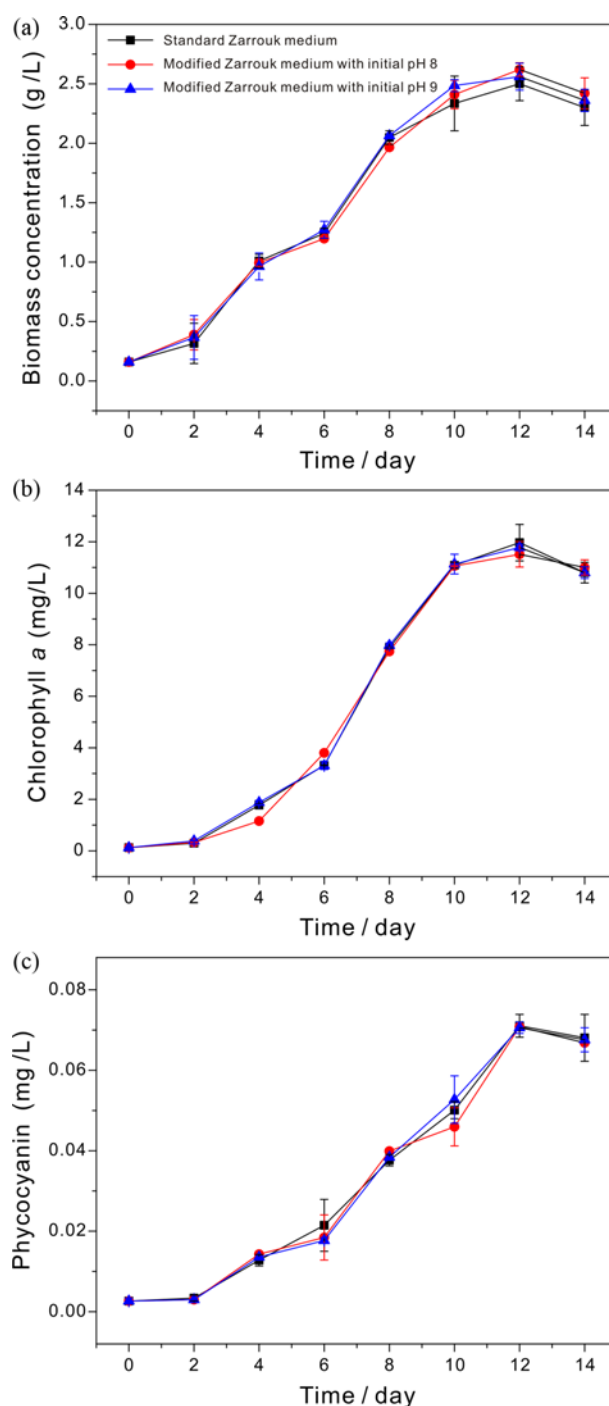 (a)
3.0
2.5
2.0
1.5
1.0
0.5
0.0
Biomass concentration (g/L)
Standard Zarrouk medium
Modified Zarrouk medium with initial pH 8
Modified Zarrouk medium with initial pH 9
0 2 4 6 8 10 12 14
Time / day
(b)
14
12
10
8
6
4
2
0
Chlorophyll a (mg/L)
0 2 4 6 8 10 12 14
Time / day
(c)
0.08
0.06
0.04
0.02
0.00
Phycocyanin (mg /L)
0 2 4 6 8 10 12 14
Time / day